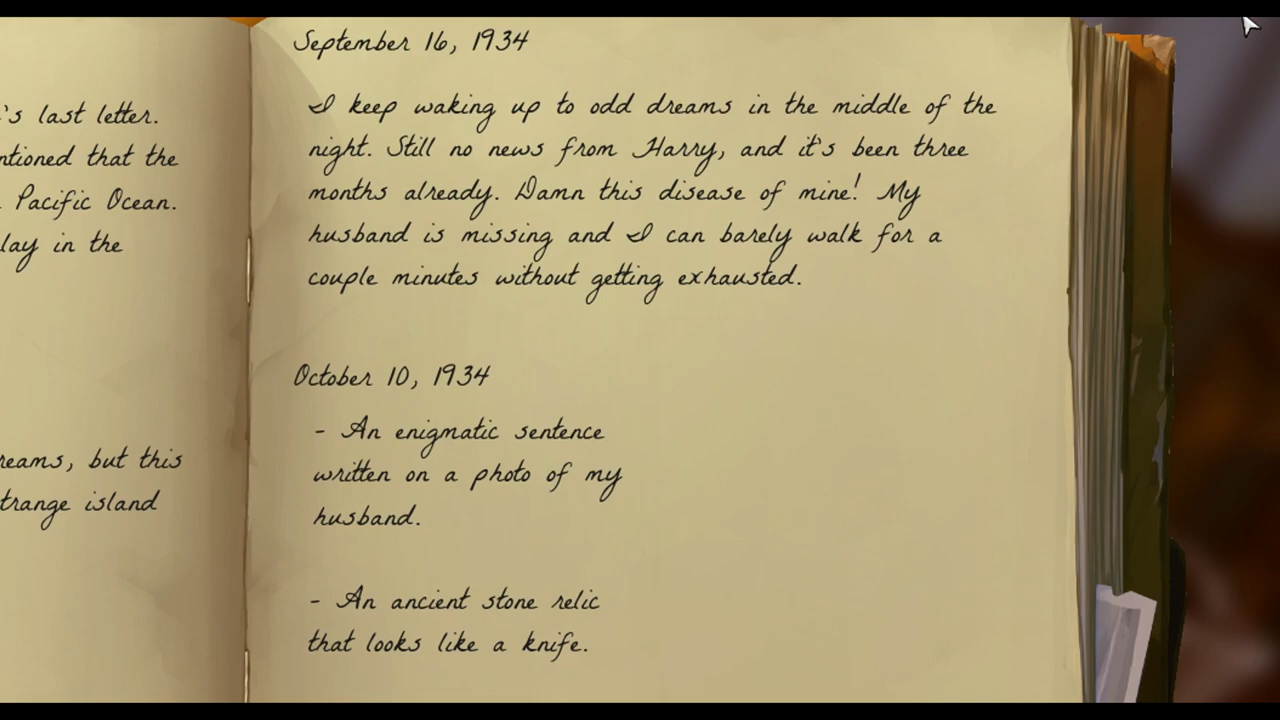 's last letter.
ntioned that the
Pacific Ocean.
lay in the
reams, but this
trange island
September 16, 1934
I keep waking up to odd dreams in the middle of the
night. Still no news from Harry, and it's been three
months already. Damn this disease of mine! My
husband is missing and I can barely walk for a
couple minutes without getting exhausted.
October 10, 1934
- An enigmatic sentence
written on a photo of my
husband.
- An ancient stone relic
that looks like a knife.